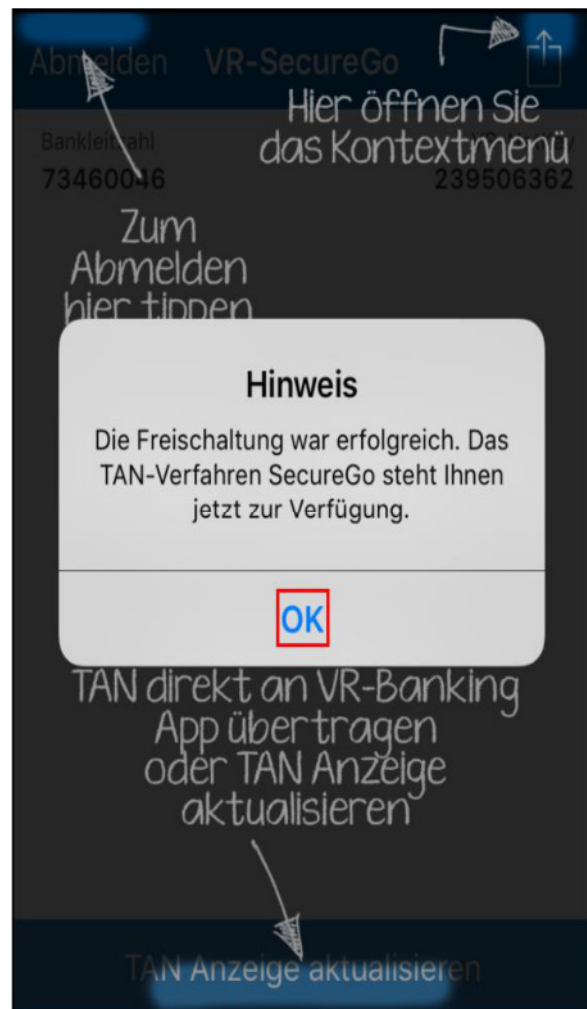 Abmelden VR-SecureGo
Hier öffnen Sie
das Kontextmenü
Bankleitzahl
73460046 239506362
Zum
Abmelden
hier tippen
Hinweis
Die Freischaltung war erfolgreich. Das
TAN-Verfahren SecureGo steht Ihnen
jetzt zur Verfügung.
OK
TAN direkt an VR-Banking
App übertragen
oder TAN Anzeige
aktualisieren
TAN Anzeige aktualisieren